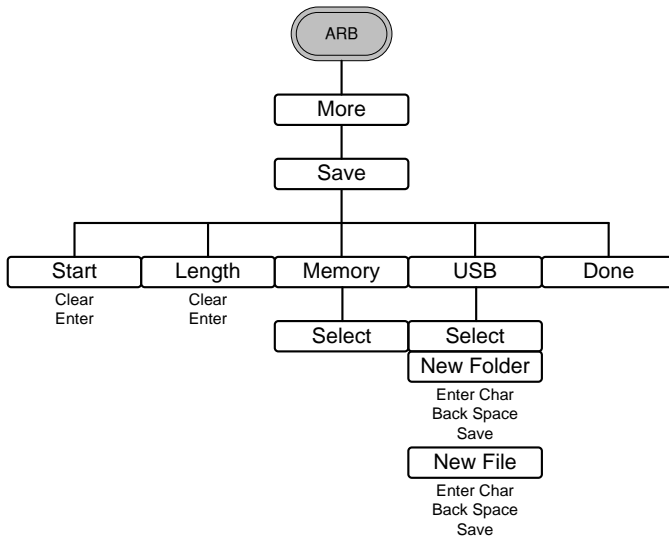 ARB
More
Save
Start
Length
Memory
USB
Done
Clear
Enter
Clear
Enter
Select
Select
New Folder
Enter Char
Back Space
Save
New File
Enter Char
Back Space
Save